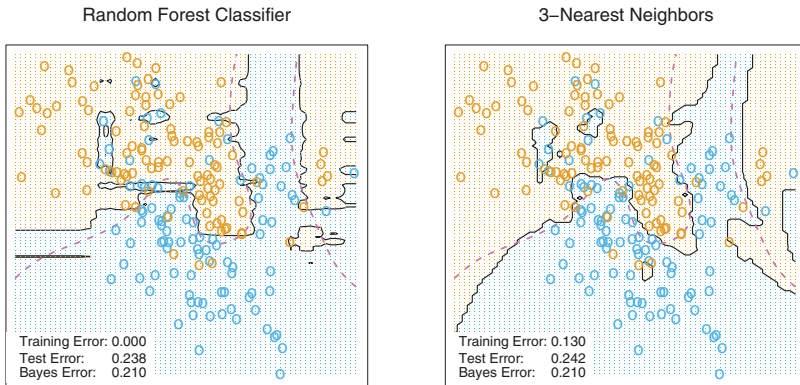 Random Forest Classifier
Training Error: 0.000
Test Error: 0.238
Bayes Error: 0.210
3−Nearest Neighbors
Training Error: 0.130
Test Error: 0.242
Bayes Error: 0.210